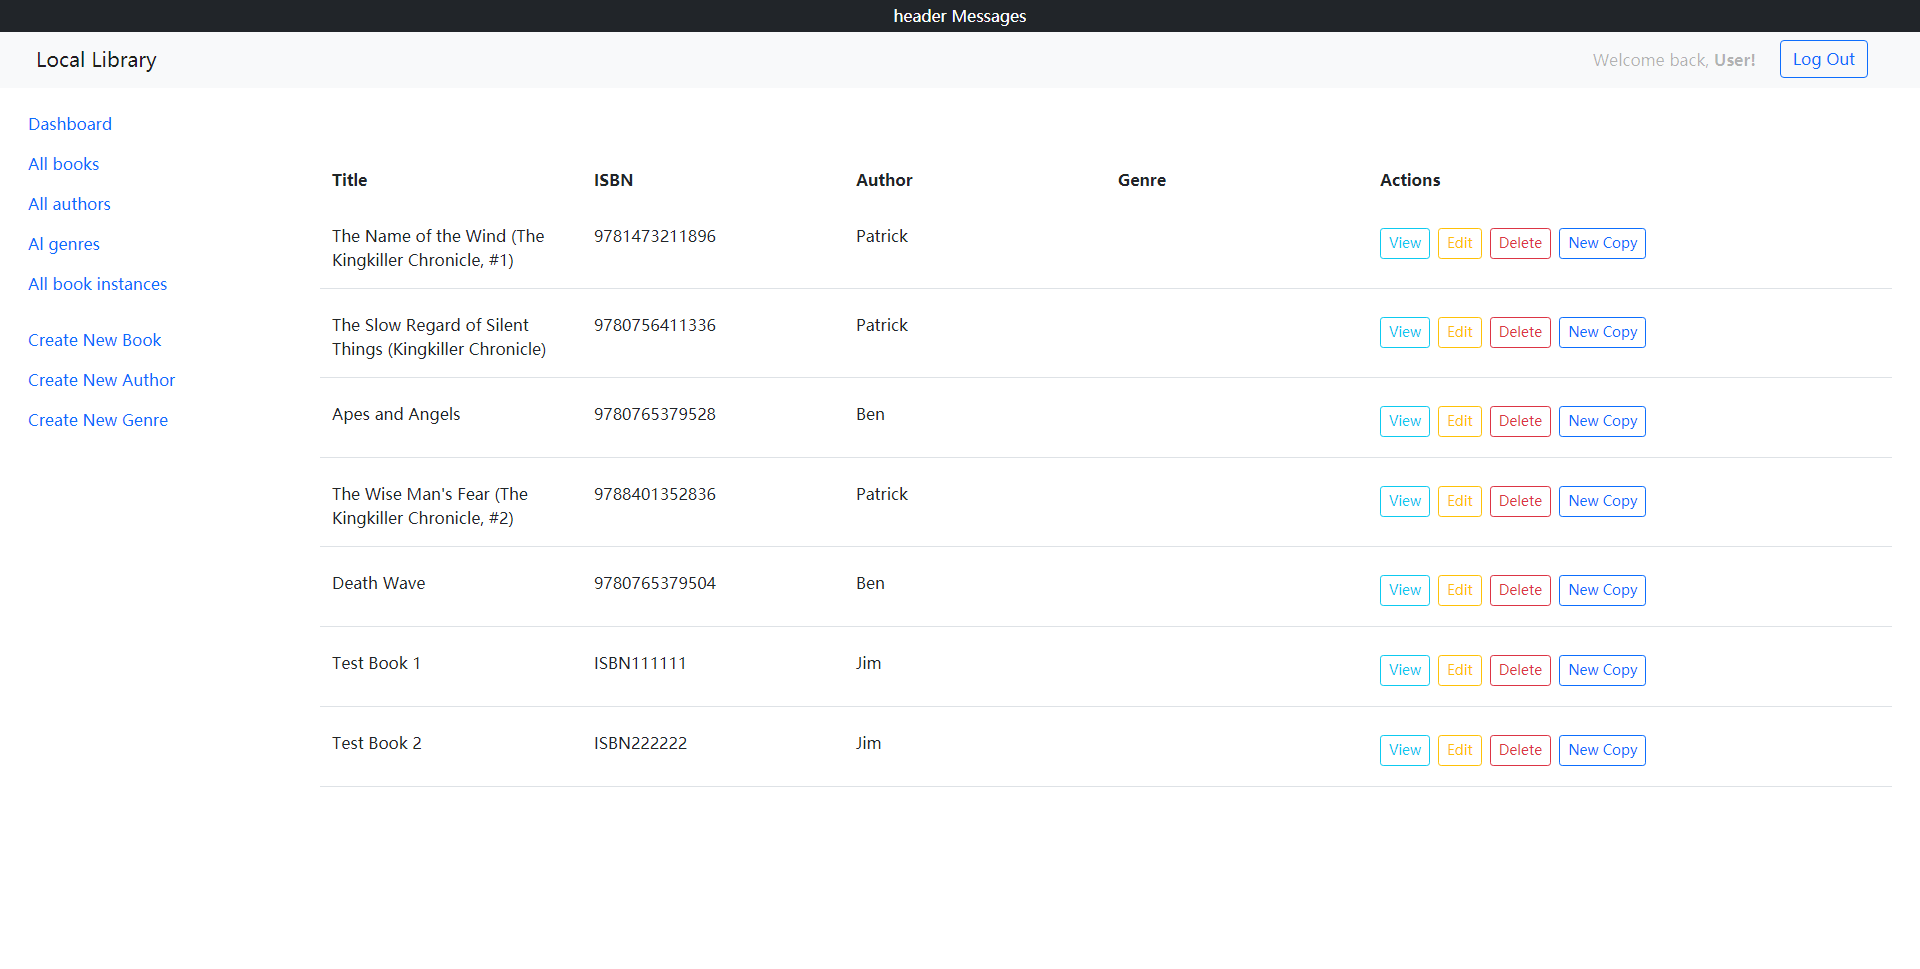 header Messages
Local Library
Welcome back, User!
Log Out
Dashboard
All books
All authors
Al genres
All book instances
Create New Book
Create New Author
Create New Genre
Title ISBN Author Genre Actions
The Name of the Wind (The 9781473211896 Patrick View Edit Delete New Copy
Kingkiller Chronicle, #1)
The Slow Regard of Silent 9780756411336 Patrick View Edit Delete New Copy
Things (Kingkiller Chronicle)
Apes and Angels 9780765379528 Ben View Edit Delete New Copy
The Wise Man's Fear (The 9788401352836 Patrick View Edit Delete New Copy
Kingkiller Chronicle, #2)
Death Wave 9780765379504 Ben View Edit Delete New Copy
Test Book 1 ISBN111111 Jim View Edit Delete New Copy
Test Book 2 ISBN222222 Jim View Edit Delete New Copy